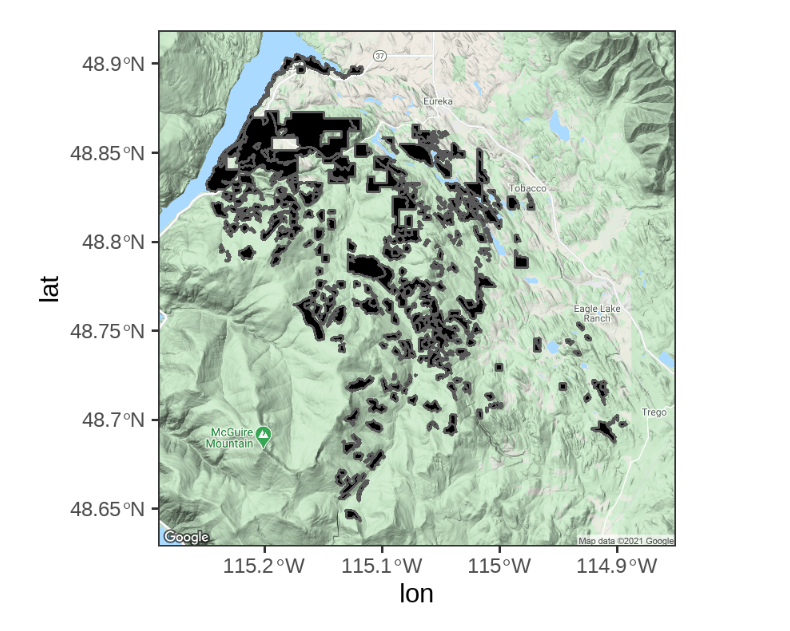 48.9°N
37
Eureka
48.85°N
Tobacco
48.8°N
lat
Eagle Lake
Ranch
48.75°N
48.7°N
Trego
McGuire
Mountain
48.65°N
Google
Map data ©2021 Google
115.2°W 115.1°W 115°W 114.9°W
lon